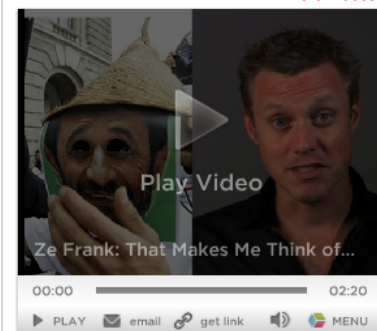 Play Video
Ze Frank: That Makes Me Think of...
00:00 02:20
PLAY email get link MENU